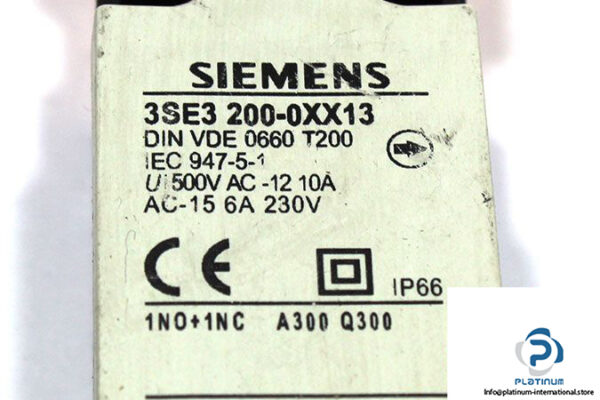 SIEMENS
3SE3 200-0XX13
DIN VDE 0660 T200
IEC 947-5-1
Ui 500V AC-12 10A
AC-15 6A 230V
CE
IP66
1NO+1NC A300 Q300
PLATINUM
Info@platinum-international.store